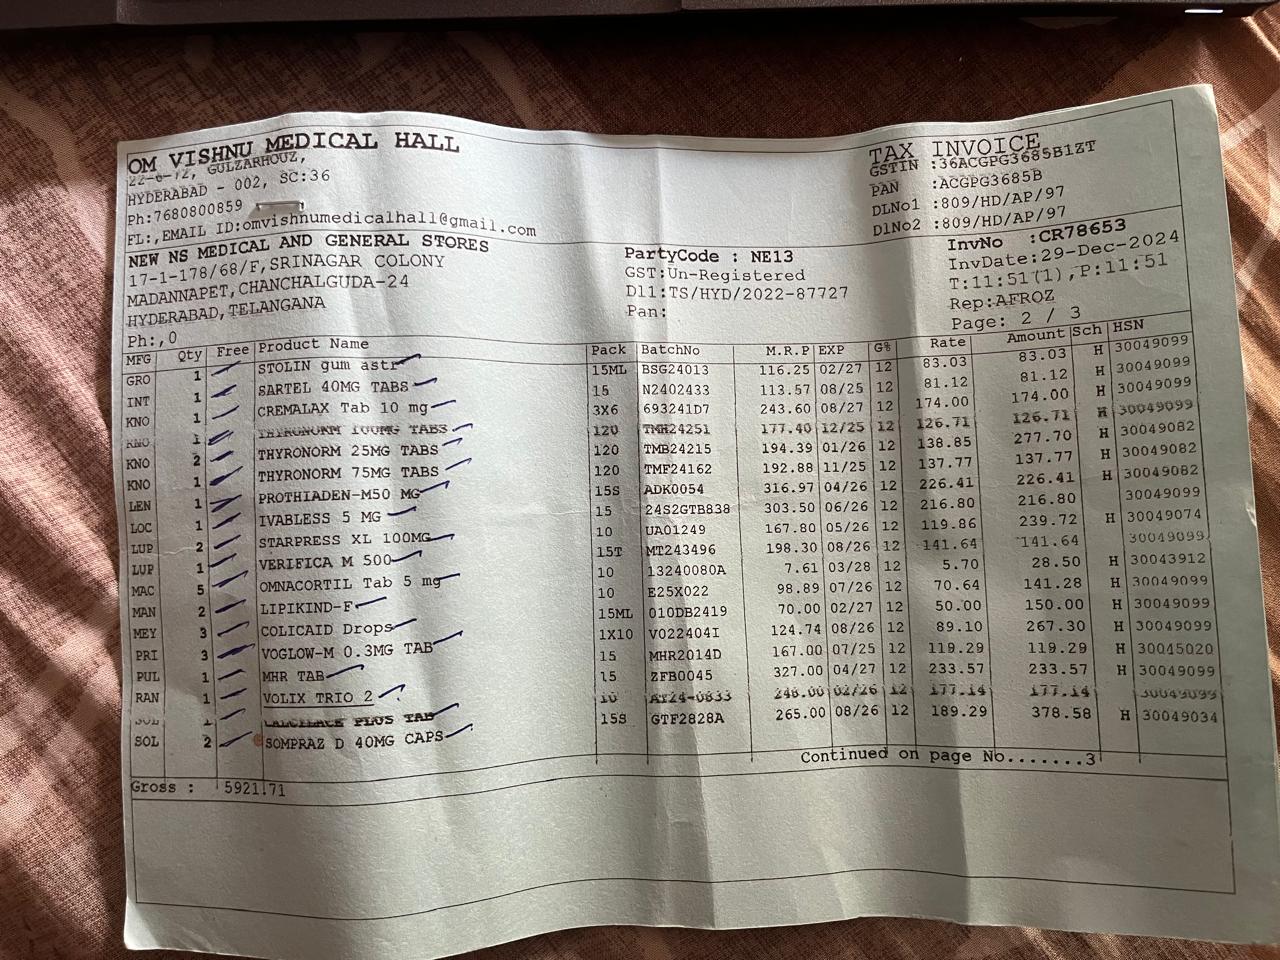 OM VISHNU MEDICAL HALL
22-6-72, GULZARHOUZ,
HYDERABAD - 002, SC:36
Ph:7680800859
FL:,EMAIL ID:omvishnumedicalhall@gmail.com
TAX INVOICE
GSTIN :36ACGPG3685B1ZT
PAN :ACGPG3685B
DLNo1 :809/HD/AP/97
DlNo2 :809/HD/AP/97
NEW NS MEDICAL AND GENERAL STORES
17-1-178/68/F,SRINAGAR COLONY
MADANNAPET,CHANCHALGUDA-24
HYDERABAD,TELANGANA
Ph:,0
PartyCode : NE13
GST:Un-Registered
Dl1:TS/HYD/2022-87727
Pan:
InvNo :CR78653
InvDate:29-Dec-2024
T:11:51(1),P:11:51
Rep:AFROZ
Page: 2 / 3
MFG Qty Free Product Name Pack BatchNo M.R.P EXP G% Rate Amount Sch HSN
GRO 1 STOLIN gum astr 15ML BSG24013 116.25 02/27 12 83.03 83.03 H 30049099
INT 1 SARTEL 40MG TABS 15 N2402433 113.57 08/25 12 81.12 81.12 H 30049099
KNO 1 CREMALAX Tab 10 mg 3X6 693241D7 243.60 08/27 12 174.00 174.00 H 30049099
KNO 1 THYRONORM 100MG TABS 120 TMH24251 177.40 12/25 12 126.71 126.71 H 30049099
KNO 2 THYRONORM 25MG TABS 120 TMB24215 194.39 01/26 12 138.85 277.70 H 30049082
KNO 1 THYRONORM 75MG TABS 120 TMF24162 192.88 11/25 12 137.77 137.77 H 30049082
LEN 1 PROTHIADEN-M50 MG 15S ADK0054 316.97 04/26 12 226.41 226.41 H 30049082
LOC 1 IVABLESS 5 MG 15 24S2GTB838 303.50 06/26 12 216.80 216.80 30049099
LUP 2 STARPRESS XL 100MG 10 UA01249 167.80 05/26 12 119.86 239.72 H 30049074
LUP 1 VERIFICA M 500 15T MT243496 198.30 08/26 12 141.64 141.64 30049099
MAC 5 OMNACORTIL Tab 5 mg 10 13240080A 7.61 03/28 12 5.70 28.50 H 30043912
MAN 2 LIPIKIND-F 10 E25X022 98.89 07/26 12 70.64 141.28 H 30049099
MEY 3 COLICAID Drops 15ML 010DB2419 70.00 02/27 12 50.00 150.00 H 30049099
PRI 3 VOGLOW-M 0.3MG TAB 1X10 V022404I 124.74 08/26 12 89.10 267.30 H 30049099
PUL 1 MHR TAB 15 MHR2014D 167.00 07/25 12 119.29 119.29 H 30045020
RAN 1 VOLIX TRIO 2 15 ZFB0045 327.00 04/27 12 233.57 233.57 H 30049099
SOL 1 PLUS TAB 10 AT24-0833 248.00 02/26 12 177.14 177.14 30049099
SOL 2 SOMPRAZ D 40MG CAPS 15S GTF2828A 265.00 08/26 12 189.29 378.58 H 30049034
Continued on page No.......3
Gross : 5921.71